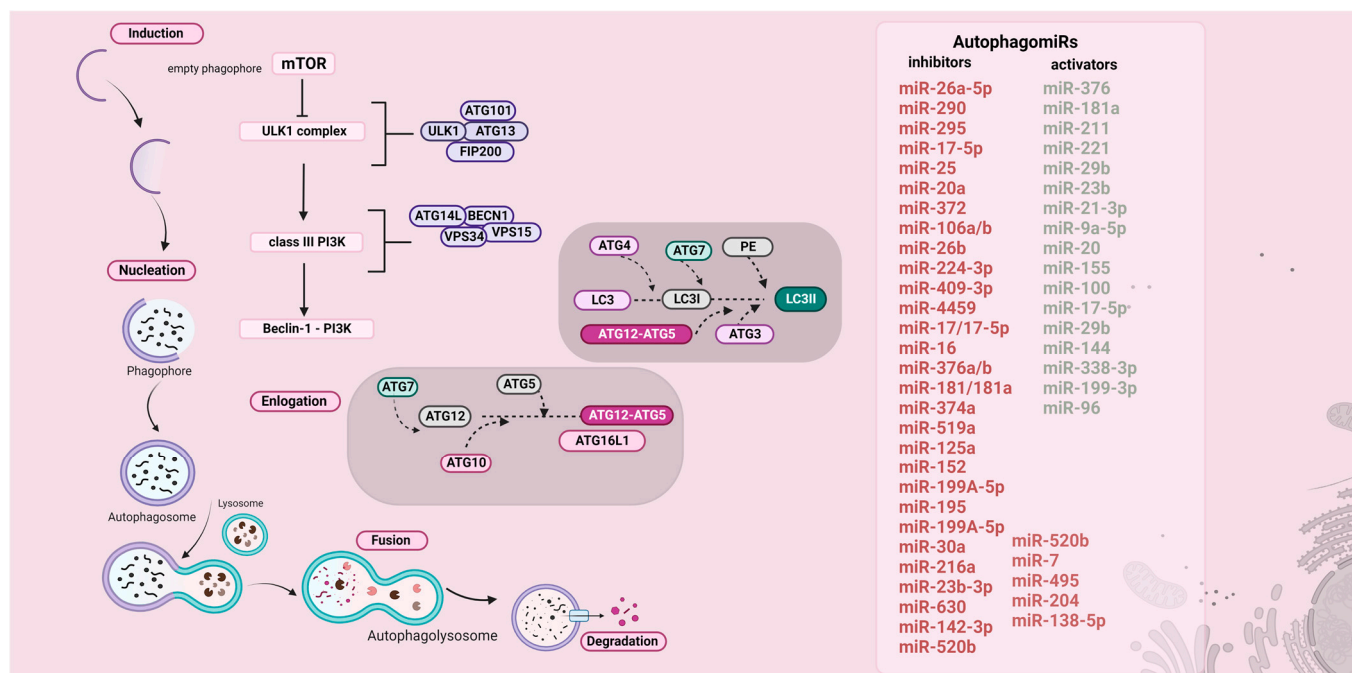 Induction
empty phagophore
mTOR
ULK1 complex
ATG101
ULK1
ATG13
FIP200
class III PI3K
ATG14L
BECN1
VPS34
VPS15
Beclin-1 - PI3K
Nucleation
Phagophore
Autophagosome
Lysosome
ATG4
ATG7
PE
LC3
LC3I
LC3II
ATG12-ATG5
ATG3
Enlogation
ATG7
ATG5
ATG12
ATG12-ATG5
ATG16L1
ATG10
Fusion
Autophagolysosome
Degradation
AutophagomiRs
inhibitors
miR-26a-5p
miR-290
miR-295
miR-17-5p
miR-25
miR-20a
miR-372
miR-106a/b
miR-26b
miR-224-3p
miR-409-3p
miR-4459
miR-17/17-5p
miR-16
miR-376a/b
miR-181/181a
miR-374a
miR-519a
miR-125a
miR-152
miR-199A-5p
miR-195
miR-199A-5p
miR-30a
miR-216a
miR-23b-3p
miR-630
miR-142-3p
miR-520b
miR-520b
miR-7
miR-495
miR-204
miR-138-5p
activators
miR-376
miR-181a
miR-211
miR-221
miR-29b
miR-23b
miR-21-3p
miR-9a-5p
miR-20
miR-155
miR-100
miR-17-5p
miR-29b
miR-144
miR-338-3p
miR-199-3p
miR-96